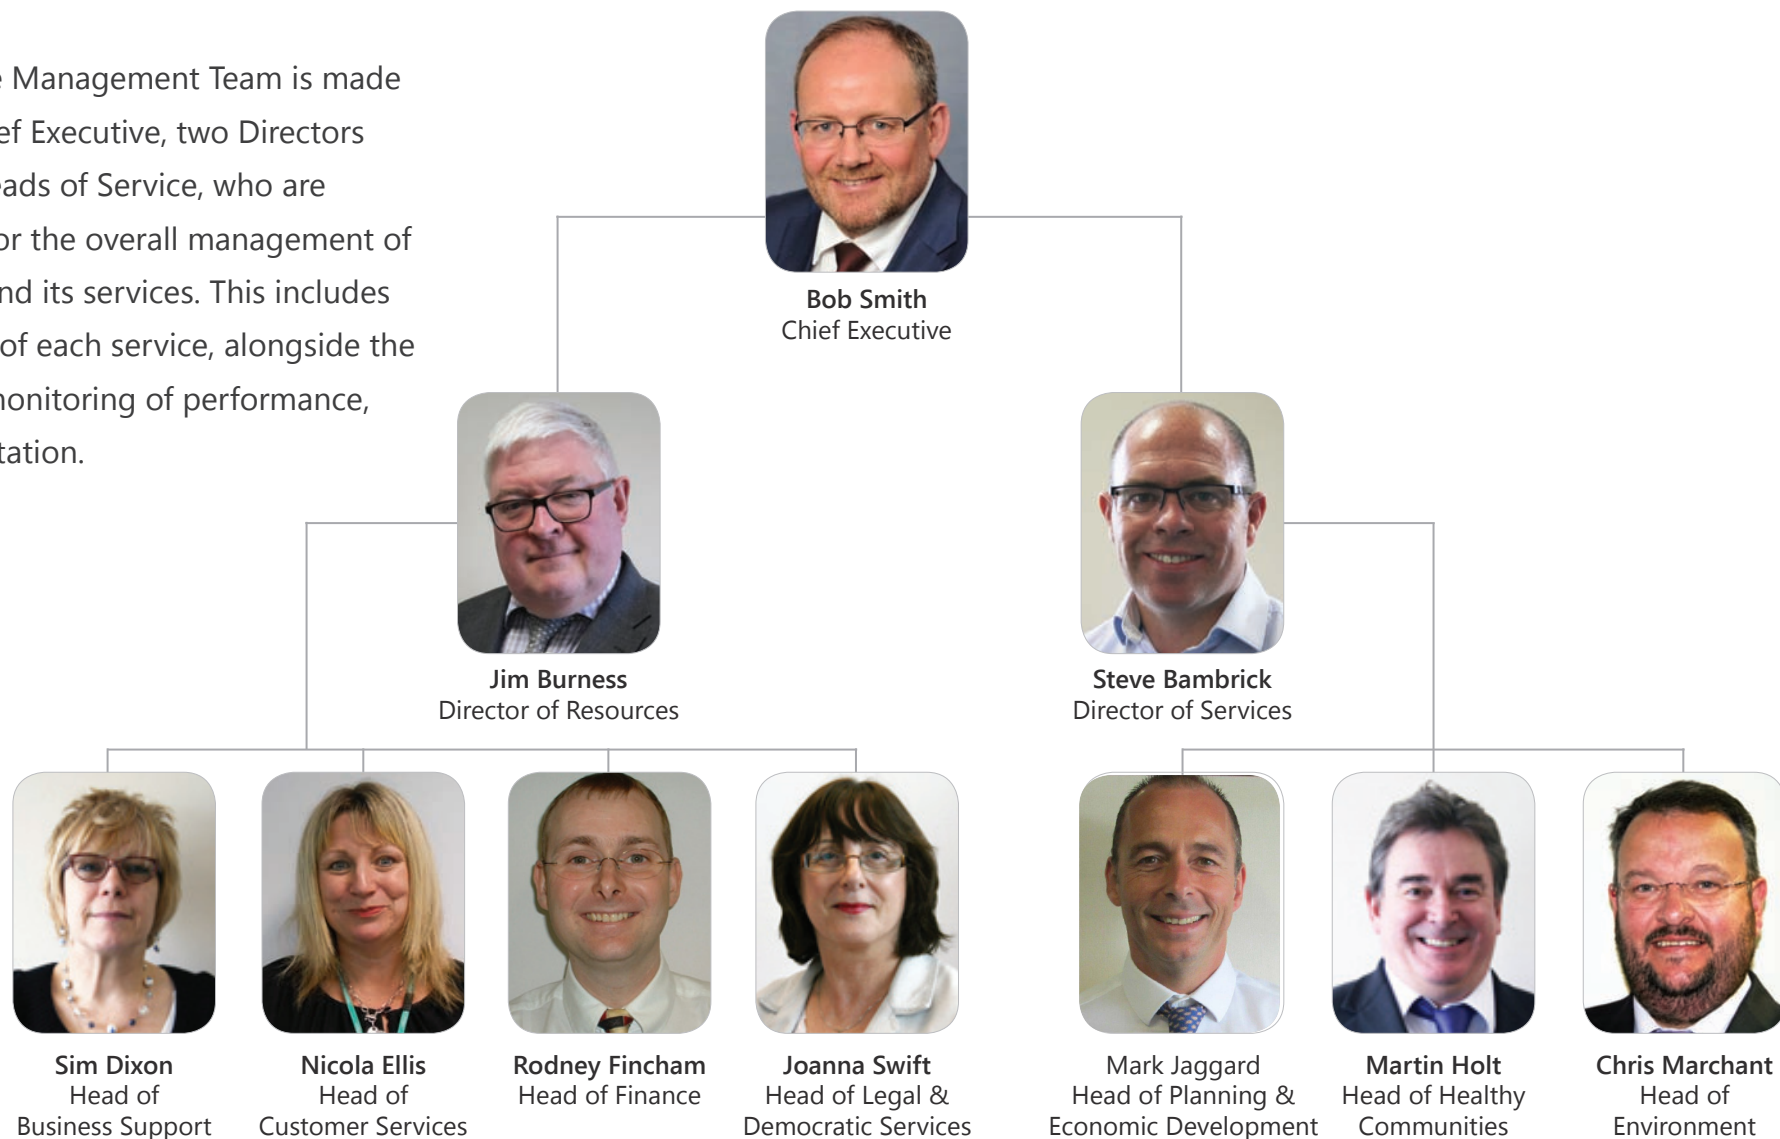 e Management Team is made
ef Executive, two Directors
eads of Service, who are
or the overall management of
nd its services. This includes
of each service, alongside the
monitoring of performance,
tation.
Bob Smith
Chief Executive
Jim Burness
Director of Resources
Steve Bambrick
Director of Services
Sim Dixon
Head of
Business Support
Nicola Ellis
Head of
Customer Services
Rodney Fincham
Head of Finance
Joanna Swift
Head of Legal &
Democratic Services
Mark Jaggard
Head of Planning &
Economic Development
Martin Holt
Head of Healthy
Communities
Chris Marchant
Head of
Environment